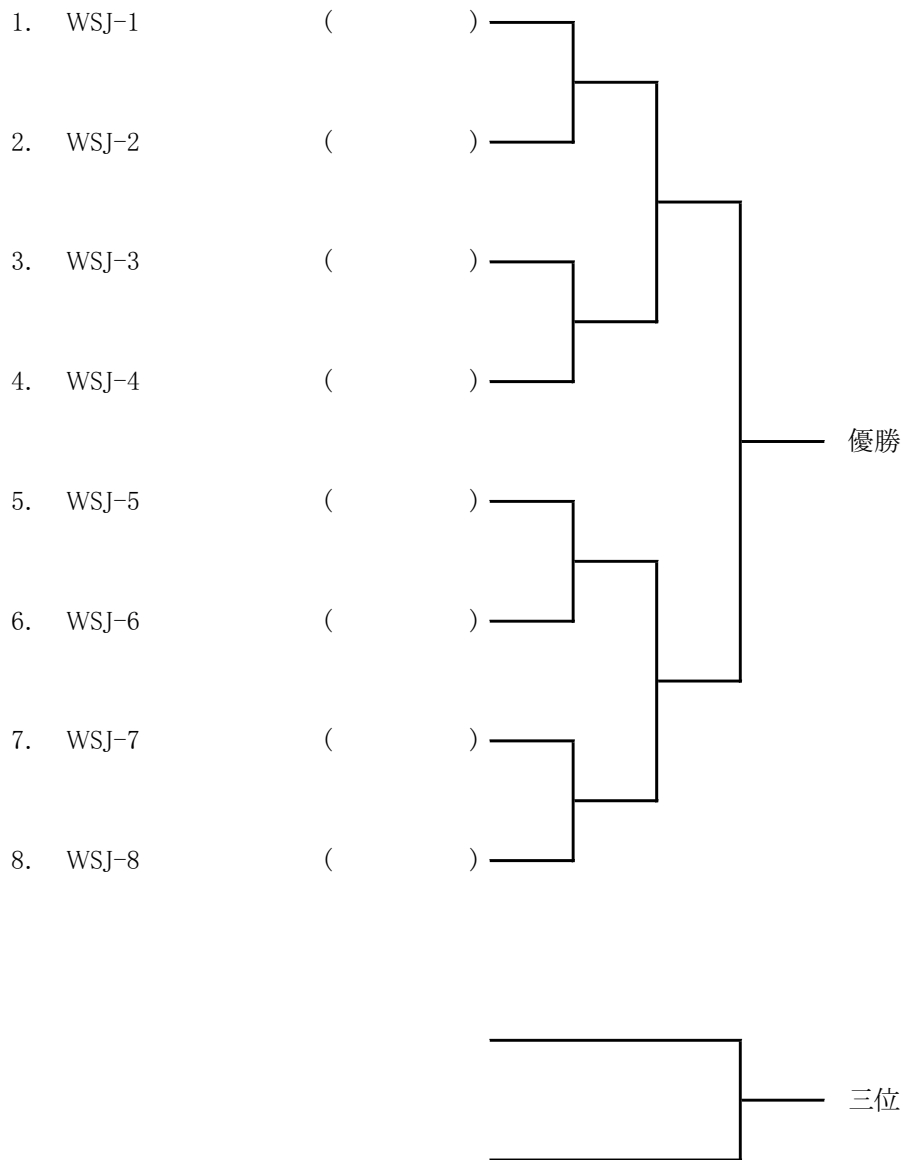 1. WSJ-1 ( )
2. WSJ-2 ( )
3. WSJ-3 ( )
4. WSJ-4 ( )
優勝
5. WSJ-5 ( )
6. WSJ-6 ( )
7. WSJ-7 ( )
8. WSJ-8 ( )
三位